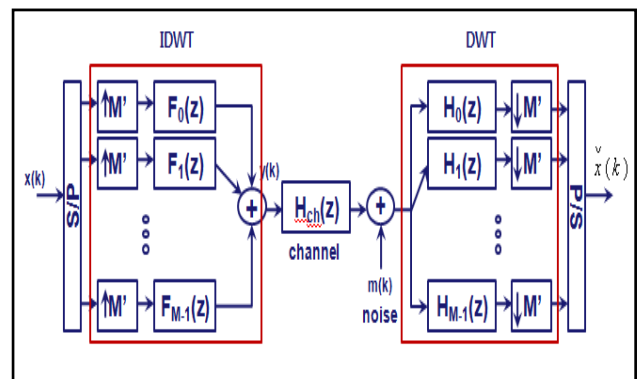 IDWT
DWT
x(k)
S/P
↑M'
F0(z)
↑M'
F1(z)
↑M'
FM-1(z)
+
y(k)
Hch(z)
channel
+
m(k)
noise
H0(z)
↓M'
H1(z)
↓M'
HM-1(z)
↓M'
P/S
x̌(k)